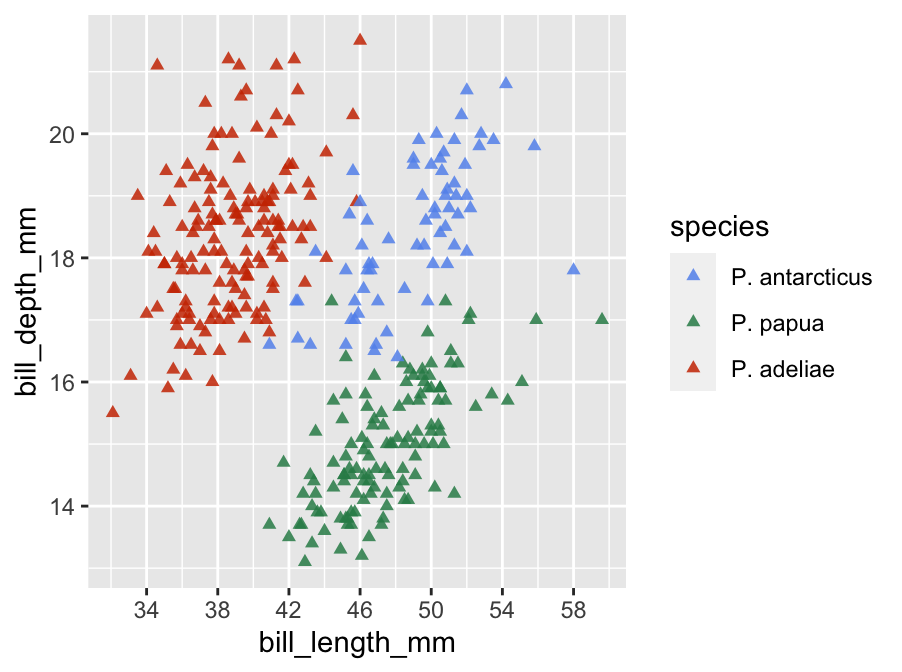 20
18
16
14
bill_depth_mm
34 38 42 46 50 54 58
bill_length_mm
species
P. antarcticus
P. papua
P. adeliae